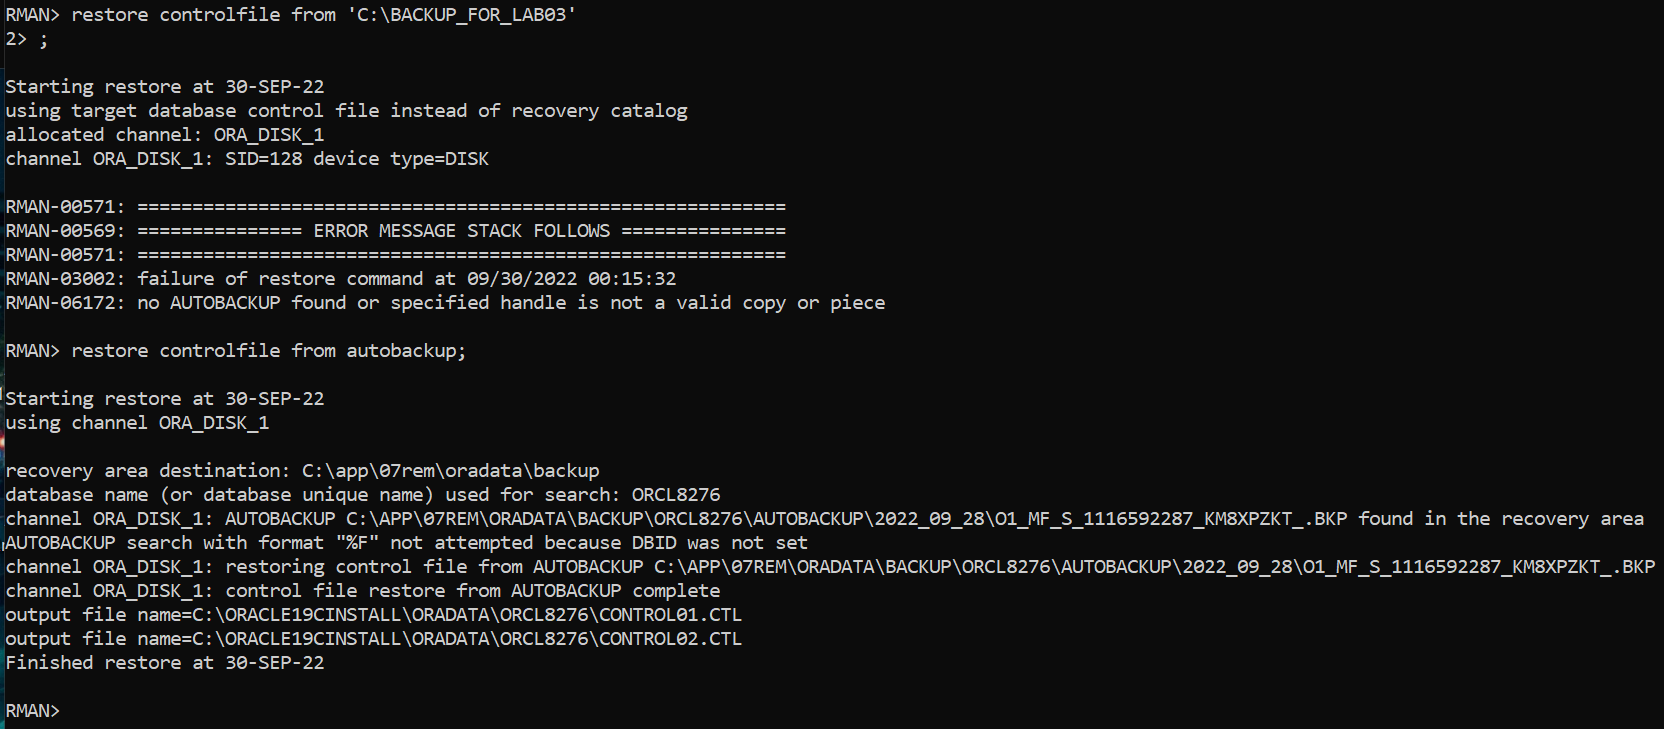 RMAN> restore controlfile from 'C:\BACKUP_FOR_LAB03'
2> ;
Starting restore at 30-SEP-22
using target database control file instead of recovery catalog
allocated channel: ORA_DISK_1
channel ORA_DISK_1: SID=128 device type=DISK
RMAN-00571: ===========================================================
RMAN-00569: =============== ERROR MESSAGE STACK FOLLOWS ===============
RMAN-00571: ===========================================================
RMAN-03002: failure of restore command at 09/30/2022 00:15:32
RMAN-06172: no AUTOBACKUP found or specified handle is not a valid copy or piece
RMAN> restore controlfile from autobackup;
Starting restore at 30-SEP-22
using channel ORA_DISK_1
recovery area destination: C:\app\07rem\oradata\backup
database name (or database unique name) used for search: ORCL8276
channel ORA_DISK_1: AUTOBACKUP C:\APP\07REM\ORADATA\BACKUP\ORCL8276\AUTOBACKUP\2022_09_28\O1_MF_S_1116592287_KM8XPZKT_.BKP found in the recovery area
AUTOBACKUP search with format "%F" not attempted because DBID was not set
channel ORA_DISK_1: restoring control file from AUTOBACKUP C:\APP\07REM\ORADATA\BACKUP\ORCL8276\AUTOBACKUP\2022_09_28\O1_MF_S_1116592287_KM8XPZKT_.BKP
channel ORA_DISK_1: control file restore from AUTOBACKUP complete
output file name=C:\ORACLE19CINSTALL\ORADATA\ORCL8276\CONTROL01.CTL
output file name=C:\ORACLE19CINSTALL\ORADATA\ORCL8276\CONTROL02.CTL
Finished restore at 30-SEP-22
RMAN>